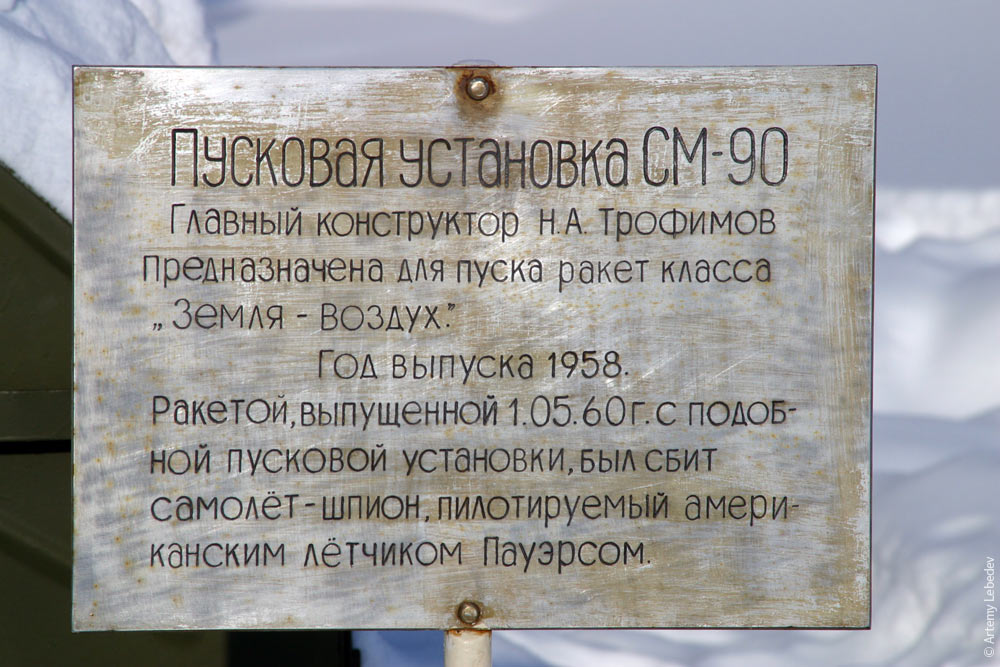 Пусковая установка СМ-90
Главный конструктор Н.А. Трофимов
предназначена для пуска ракет класса
„Земля - воздух."
Год выпуска 1958.
Ракетой, выпущенной 1.05.60г. с подоб-
ной пусковой установки, был сбит
самолёт-шпион, пилотируемый амери-
канским лётчиком Пауэрсом.
© Artemy Lebedev